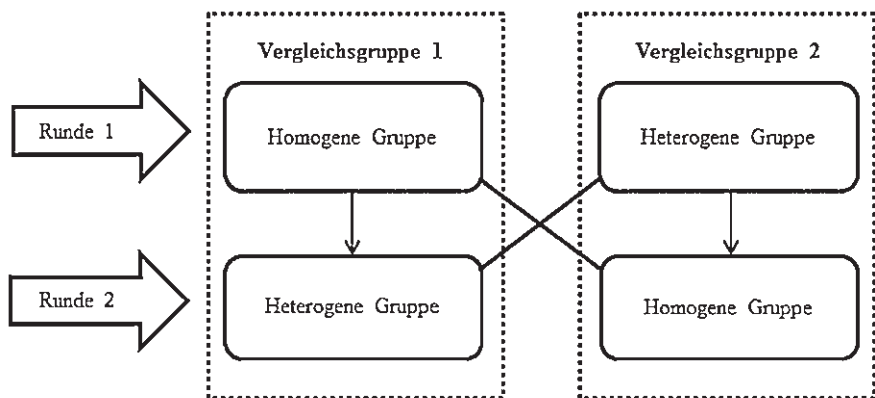 Vergleichsgruppe 1
Vergleichsgruppe 2
Runde 1
Homogene Gruppe
Heterogene Gruppe
Runde 2
Heterogene Gruppe
Homogene Gruppe